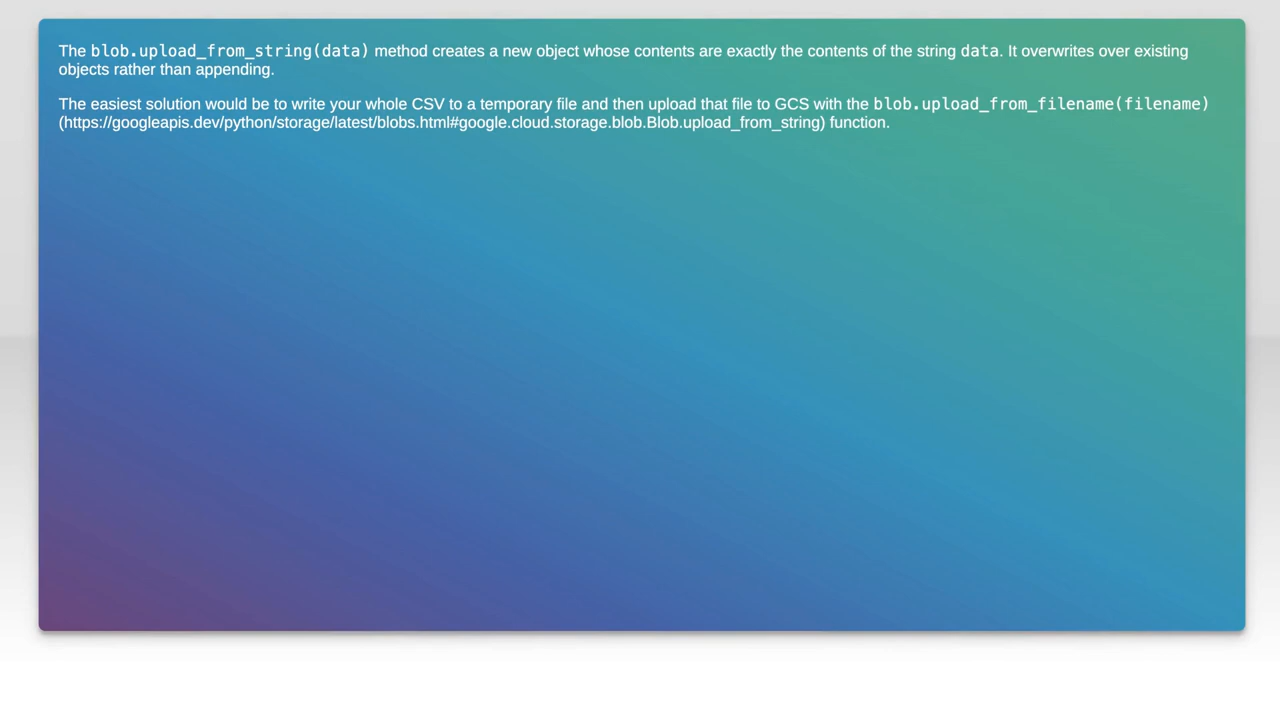 The blob.upload_from_string(data) method creates a new object whose contents are exactly the contents of the string data. It overwrites over existing
objects rather than appending.
The easiest solution would be to write your whole CSV to a temporary file and then upload that file to GCS with the blob.upload_from_filename(filename)
(https://googleapis.dev/python/storage/latest/blobs.html#google.cloud.storage.blob.Blob.upload_from_string) function.